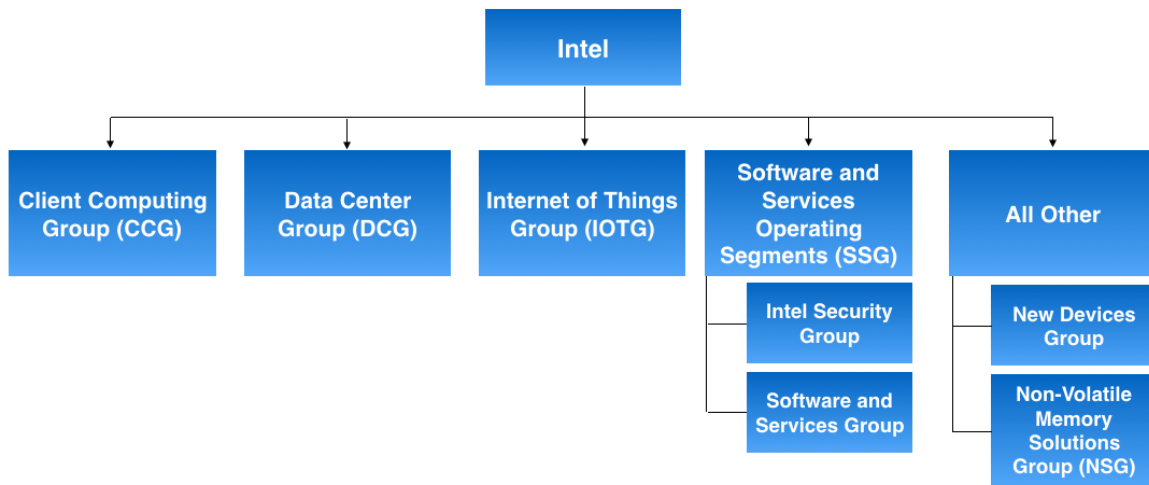 Intel
Client Computing
Group (CCG)
Data Center
Group (DCG)
Internet of Things
Group (IOTG)
Software and
Services
Operating
Segments (SSG)
All Other
Intel Security
Group
Software and
Services Group
New Devices
Group
Non-Volatile
Memory
Solutions
Group (NSG)